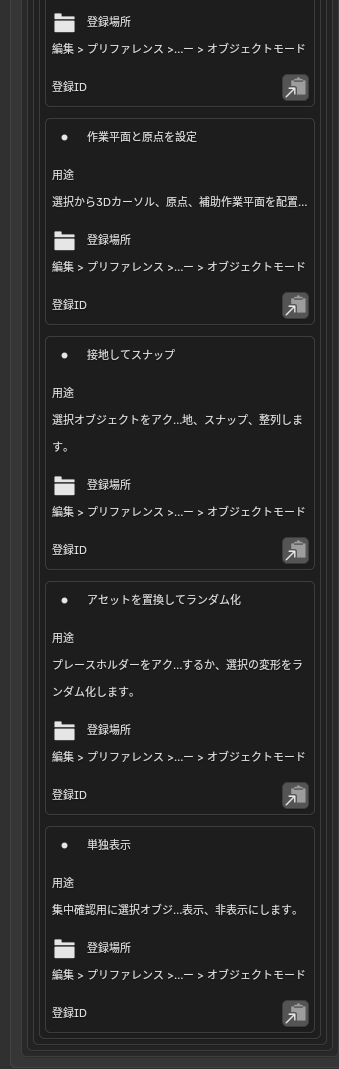 登録場所
編集 > プリファレンス >...ー > オブジェクトモード
登録ID
作業平面と原点を設定
用途
選択から3Dカーソル、原点、補助作業平面を配置...
登録場所
編集 > プリファレンス >...ー > オブジェクトモード
登録ID
接地してスナップ
用途
選択オブジェクトをアク...地、スナップ、整列しま
す。
登録場所
編集 > プリファレンス >...ー > オブジェクトモード
登録ID
アセットを置換してランダム化
用途
プレースホルダーをアク...するか、選択の変形をラ
ンダム化します。
登録場所
編集 > プリファレンス >...ー > オブジェクトモード
登録ID
単独表示
用途
集中確認用に選択オブジ...表示、非表示にします。
登録場所
編集 > プリファレンス >...ー > オブジェクトモード
登録ID